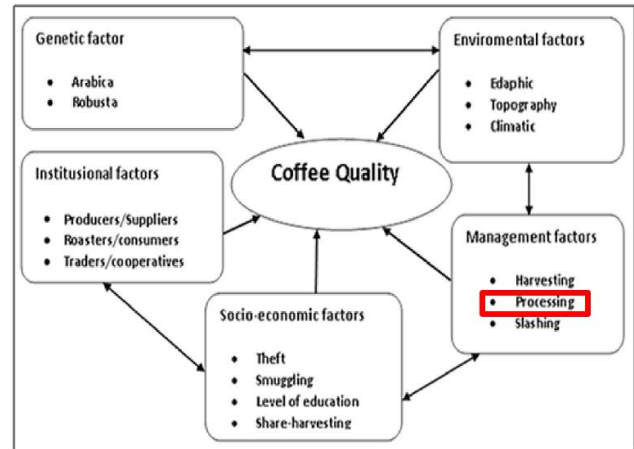 Genetic factor
Arabica
Robusta
Enviromental factors
Edaphic
Topography
Climatic
Coffee Quality
Institutional factors
Producers/Suppliers
Roasters/consumers
Traders/cooperatives
Management factors
Harvesting
Processing
Slashing
Socio-economic factors
Theft
Smuggling
Level of education
Share-harvesting